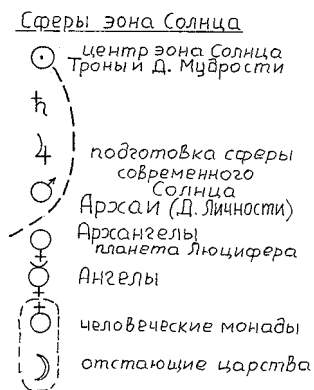 Сферы эона Солнца
центр эона Солнца
Троны и Д. Мудрости
подготовка сферы
современного
Солнца
Архаи (Д. Личности)
Архангелы
планета Люцифера
Ангелы
человеческие монады
отстающие царства